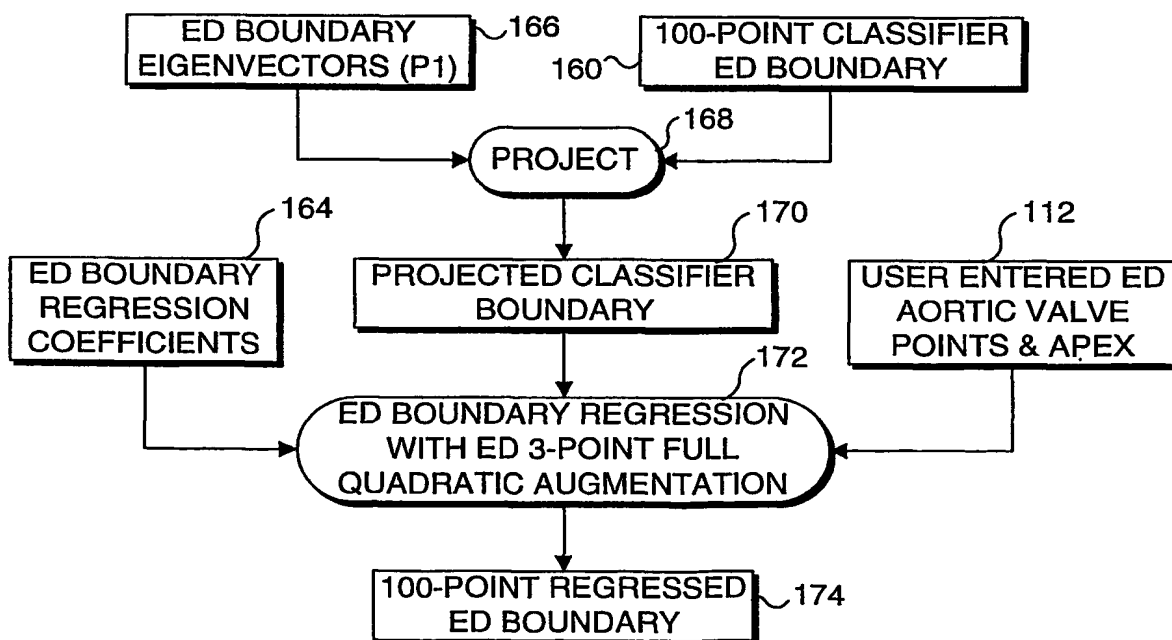 ED BOUNDARY
EIGENVECTORS (P1)
166
160
100-POINT CLASSIFIER
ED BOUNDARY
168
PROJECT
164
ED BOUNDARY
REGRESSION
COEFFICIENTS
170
PROJECTED CLASSIFIER
BOUNDARY
112
USER ENTERED ED
AORTIC VALVE
POINTS & APEX
172
ED BOUNDARY REGRESSION
WITH ED 3-POINT FULL
QUADRATIC AUGMENTATION
100-POINT REGRESSED
ED BOUNDARY
174